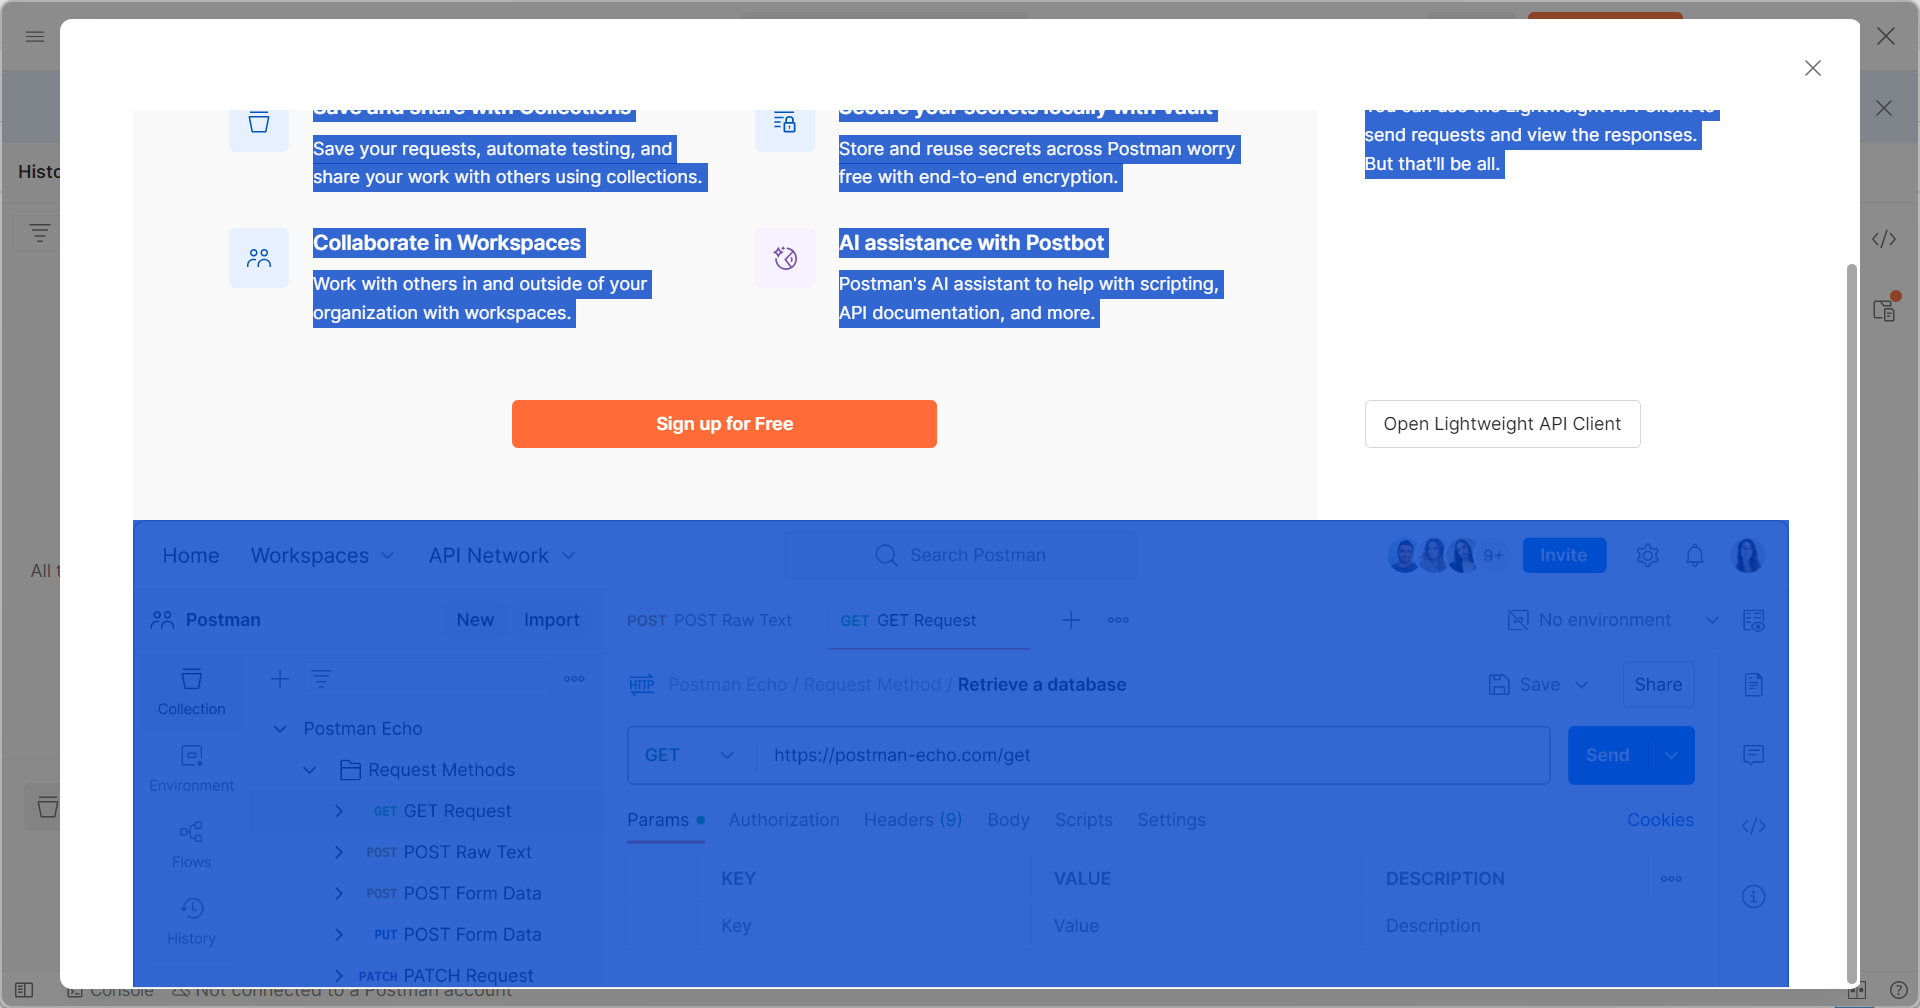 Histo
All t
Save and share with Collections
Save your requests, automate testing, and
share your work with others using collections.
Secure your secrets locally with Vault
Store and reuse secrets across Postman worry
free with end-to-end encryption.
You can use the Lightweight API Client to
send requests and view the responses.
But that'll be all.
Collaborate in Workspaces
Work with others in and outside of your
organization with workspaces.
AI assistance with Postbot
Postman's AI assistant to help with scripting,
API documentation, and more.
Sign up for Free
Open Lightweight API Client
Home Workspaces API Network Search Postman 9+ Invite
Postman New Import POST POST Raw Text GET GET Request No environment
Collection
Environment
Flows
History
Postman Echo
Request Methods
GET GET Request
POST POST Raw Text
POST POST Form Data
PUT POST Form Data
PATCH PATCH Request
HTTP Postman Echo / Request Method / Retrieve a database Save Share
GET https://postman-echo.com/get Send
Params Authorization Headers (9) Body Scripts Settings Cookies
KEY VALUE DESCRIPTION
Key Value Description
Console Not connected to a Postman account